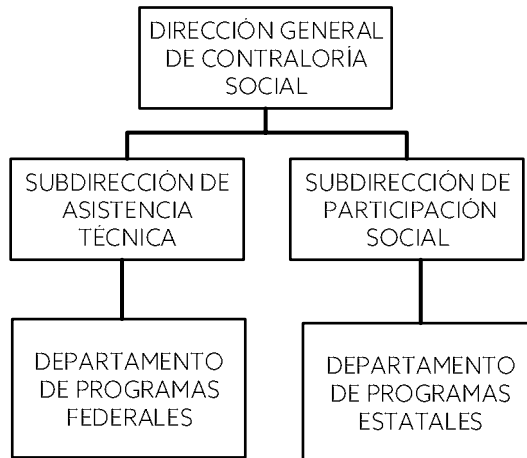 DIRECCIÓN GENERAL
DE CONTRALORÍA
SOCIAL
SUBDIRECCIÓN DE
ASISTENCIA
TÉCNICA
SUBDIRECCIÓN DE
PARTICIPACIÓN
SOCIAL
DEPARTAMENTO
DE PROGRAMAS
FEDERALES
DEPARTAMENTO
DE PROGRAMAS
ESTATALES